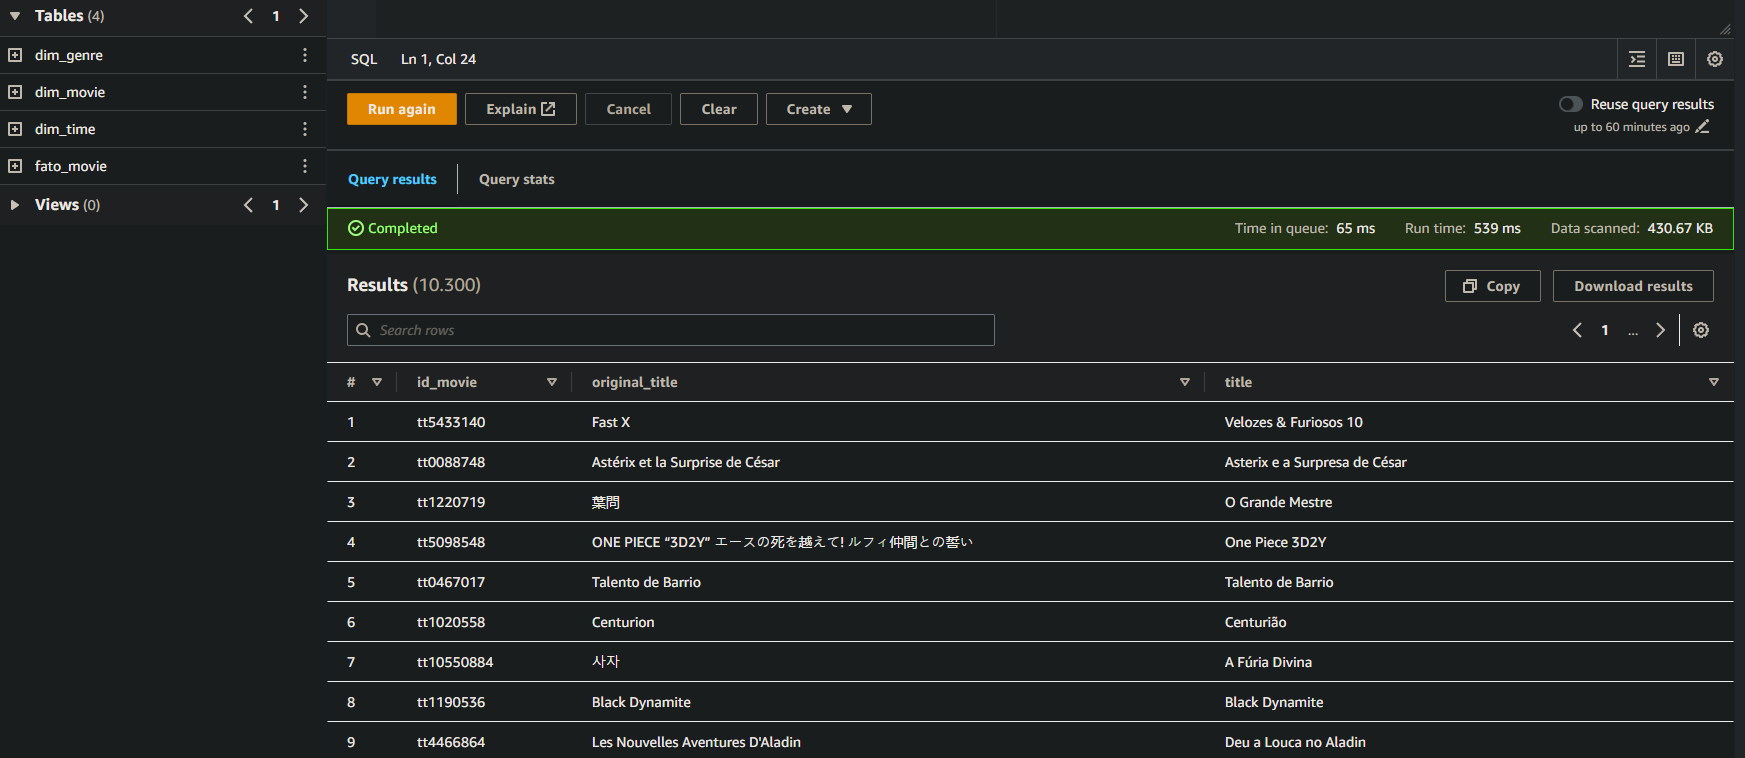 Tables (4)
1
dim_genre
dim_movie
dim_time
fato_movie
Views (0)
1
SQL Ln 1, Col 24
Run again Explain Cancel Clear Create
Reuse query results
up to 60 minutes ago
Query results Query stats
Completed Time in queue: 65 ms Run time: 539 ms Data scanned: 430.67 KB
Results (10.300) Copy Download results
Search rows 1 ...
# id_movie original_title title
1 tt5433140 Fast X Velozes & Furiosos 10
2 tt0088748 Astérix et la Surprise de César Asterix e a Surpresa de César
3 tt1220719 葉問 O Grande Mestre
4 tt5098548 ONE PIECE “3D2Y” エースの死を越えて! ルフィ仲間との誓い One Piece 3D2Y
5 tt0467017 Talento de Barrio Talento de Barrio
6 tt1020558 Centurion Centurião
7 tt10550884 사자 A Fúria Divina
8 tt1190536 Black Dynamite Black Dynamite
9 tt4466864 Les Nouvelles Aventures D'Aladin Deu a Louca no Aladin